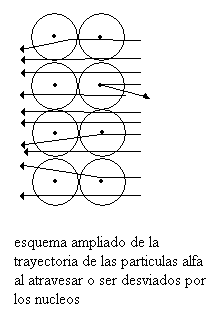 esquema ampliado de la
trayectoria de las particulas alfa
al atravesar o ser desviados por
los nucleos